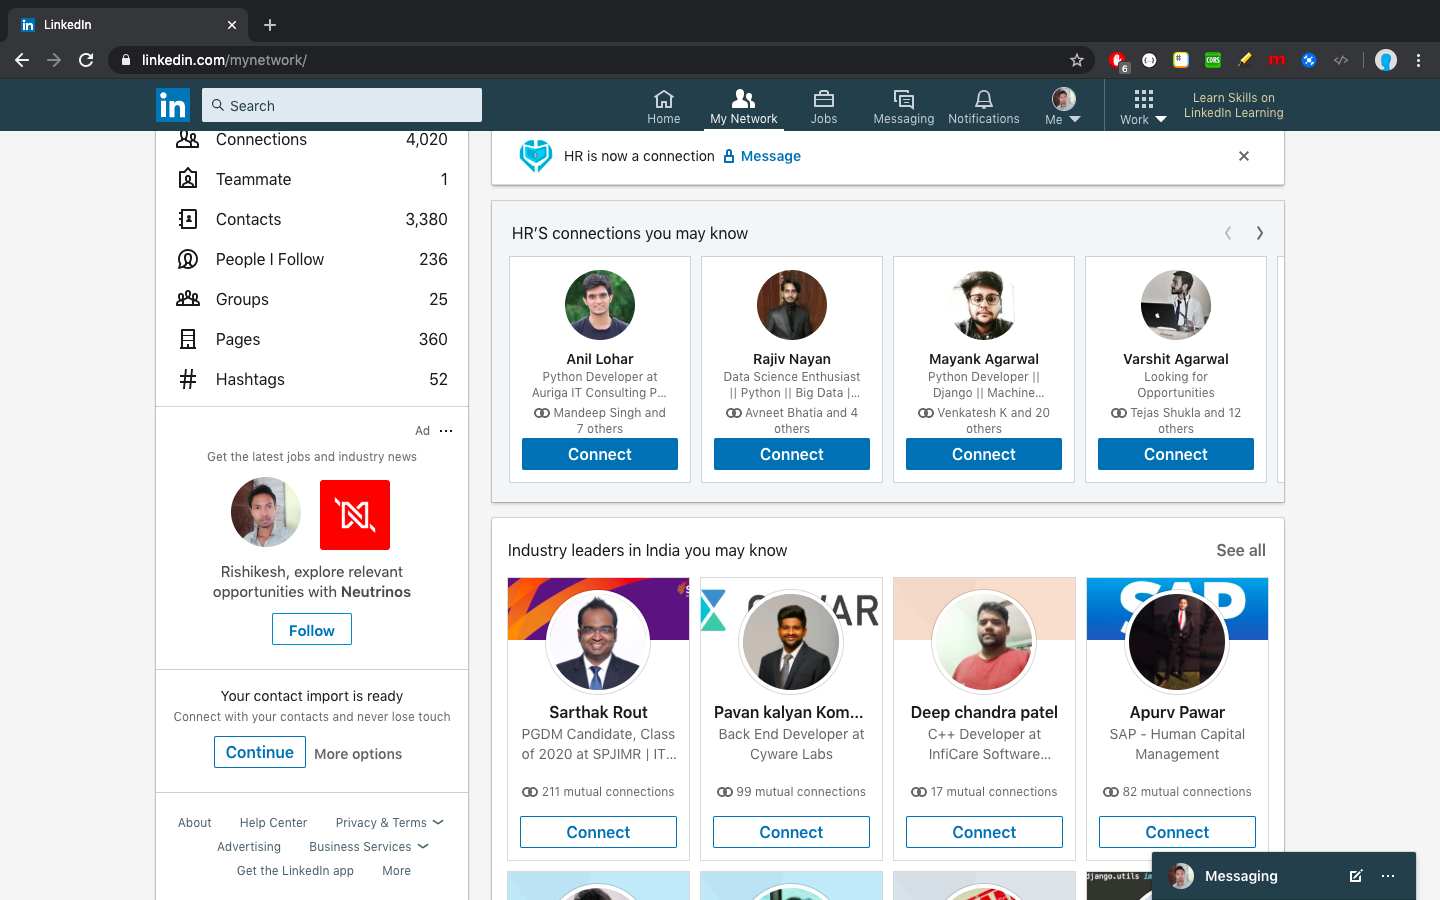 LinkedIn
linkedin.com/mynetwork/
6
CORS
m
in
Search
Home
My Network
Jobs
Messaging
Notifications
Me
Work
Learn Skills on
LinkedIn Learning
Connections 4,020
Teammate 1
Contacts 3,380
People I Follow 236
Groups 25
Pages 360
Hashtags 52
Ad
Get the latest jobs and industry news
Rishikesh, explore relevant
opportunities with Neutrinos
Follow
Your contact import is ready
Connect with your contacts and never lose touch
Continue More options
About Help Center Privacy & Terms
Advertising Business Services
Get the LinkedIn app More
HR is now a connection Message
HR'S connections you may know
Anil Lohar
Python Developer at
Auriga IT Consulting P...
Mandeep Singh and
7 others
Connect
Rajiv Nayan
Data Science Enthusiast
|| Python || Big Data |...
Avneet Bhatia and 4
others
Connect
Mayank Agarwal
Python Developer ||
Django || Machine...
Venkatesh K and 20
others
Connect
Varshit Agarwal
Looking for
Opportunities
Tejas Shukla and 12
others
Connect
Industry leaders in India you may know
See all
Sarthak Rout
PGDM Candidate, Class
of 2020 at SPJIMR | IT...
211 mutual connections
Connect
Pavan kalyan Kom...
Back End Developer at
Cyware Labs
99 mutual connections
Connect
Deep chandra patel
C++ Developer at
InfiCare Software...
17 mutual connections
Connect
SAP
Apurv Pawar
SAP - Human Capital
Management
82 mutual connections
Connect
django.utils
Messaging